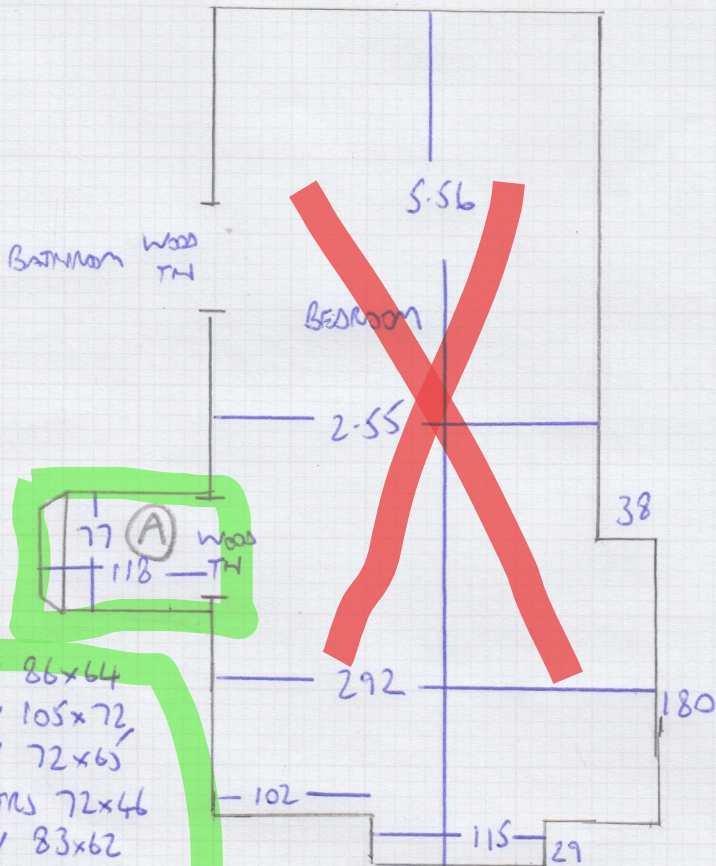 5.56
BATHROOM WOOD
TH
BEDROOM
2.55
38
77 A WOOD
118 TH
86x64
292
180
105x72
72x65
102
72x46
115
83x62
29